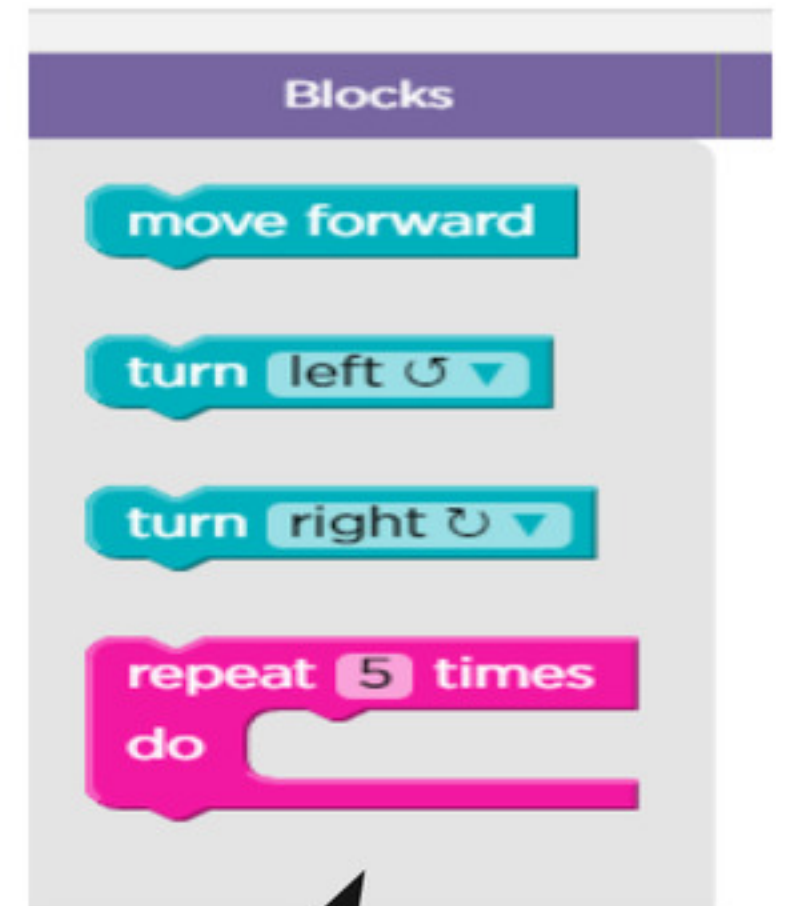 Blocks
move forward
turn left ↺ ▼
turn right ↻ ▼
repeat 5 times
do